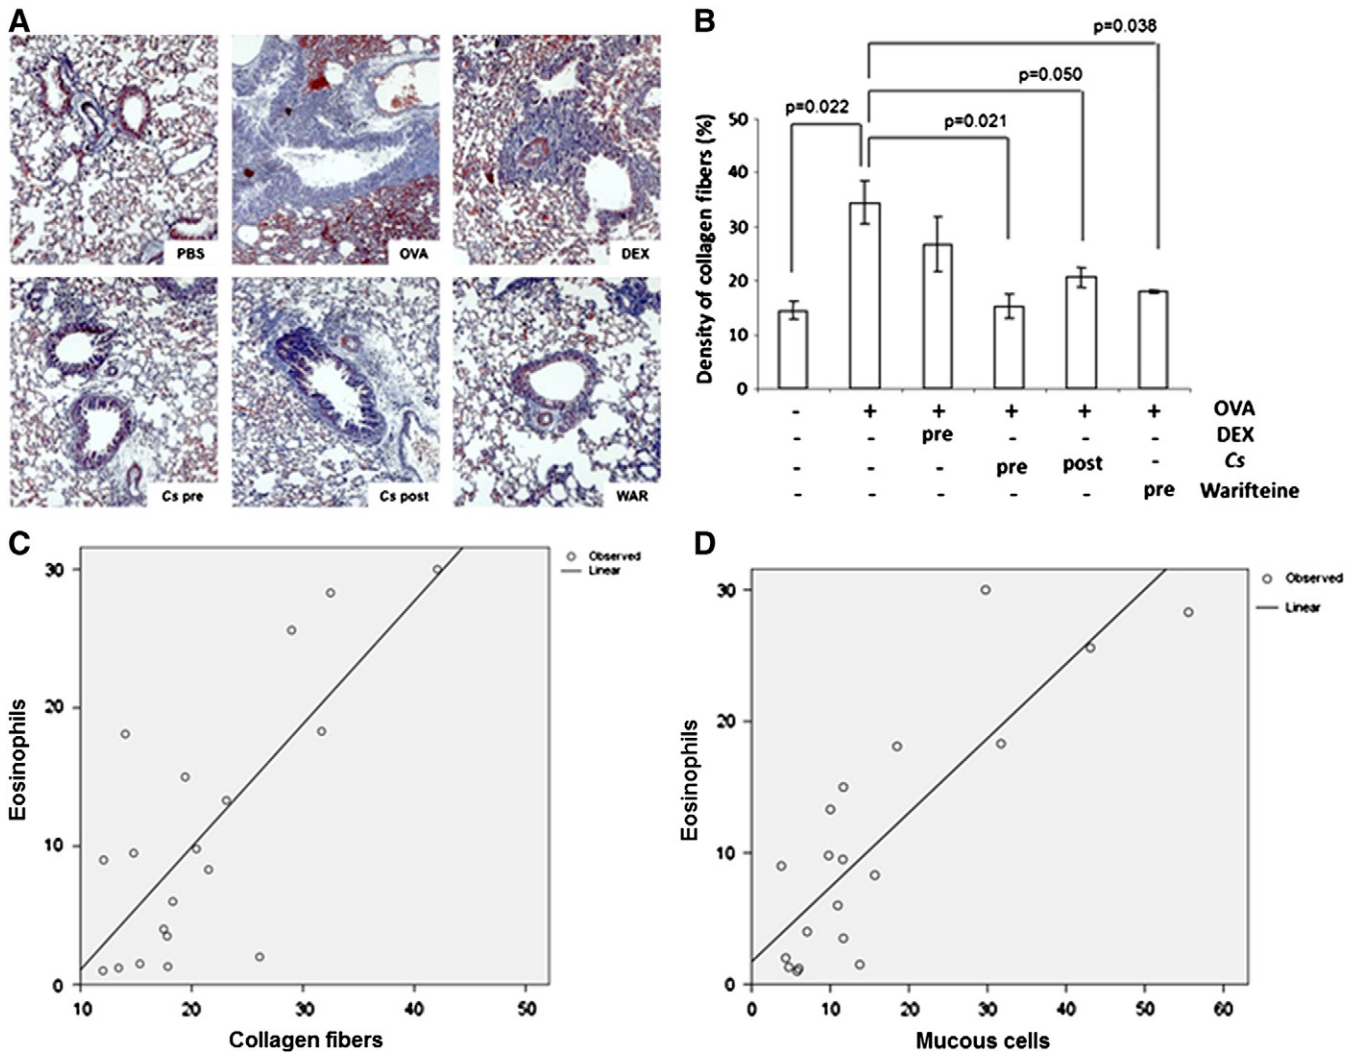 A
PBS
OVA
DEX
Cs pre
Cs post
WAR
B
p=0.038
p=0.050
p=0.022
p=0.021
Density of collagen fibers (%)
50
40
30
20
10
0
- + + + + + OVA
- - pre - - - DEX
- - - pre post - Cs
- - - - - pre Warifteine
C
Observed
Linear
Eosinophils
30
20
10
0
10 20 30 40 50
Collagen fibers
D
Observed
Linear
Eosinophils
30
20
10
0
0 10 20 30 40 50 60
Mucous cells